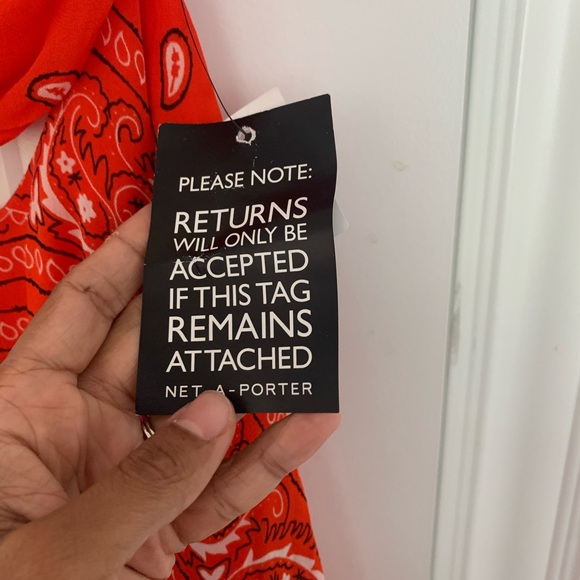 PLEASE NOTE:
RETURNS
WILL ONLY BE
ACCEPTED
IF THIS TAG
REMAINS
ATTACHED
NET-A-PORTER